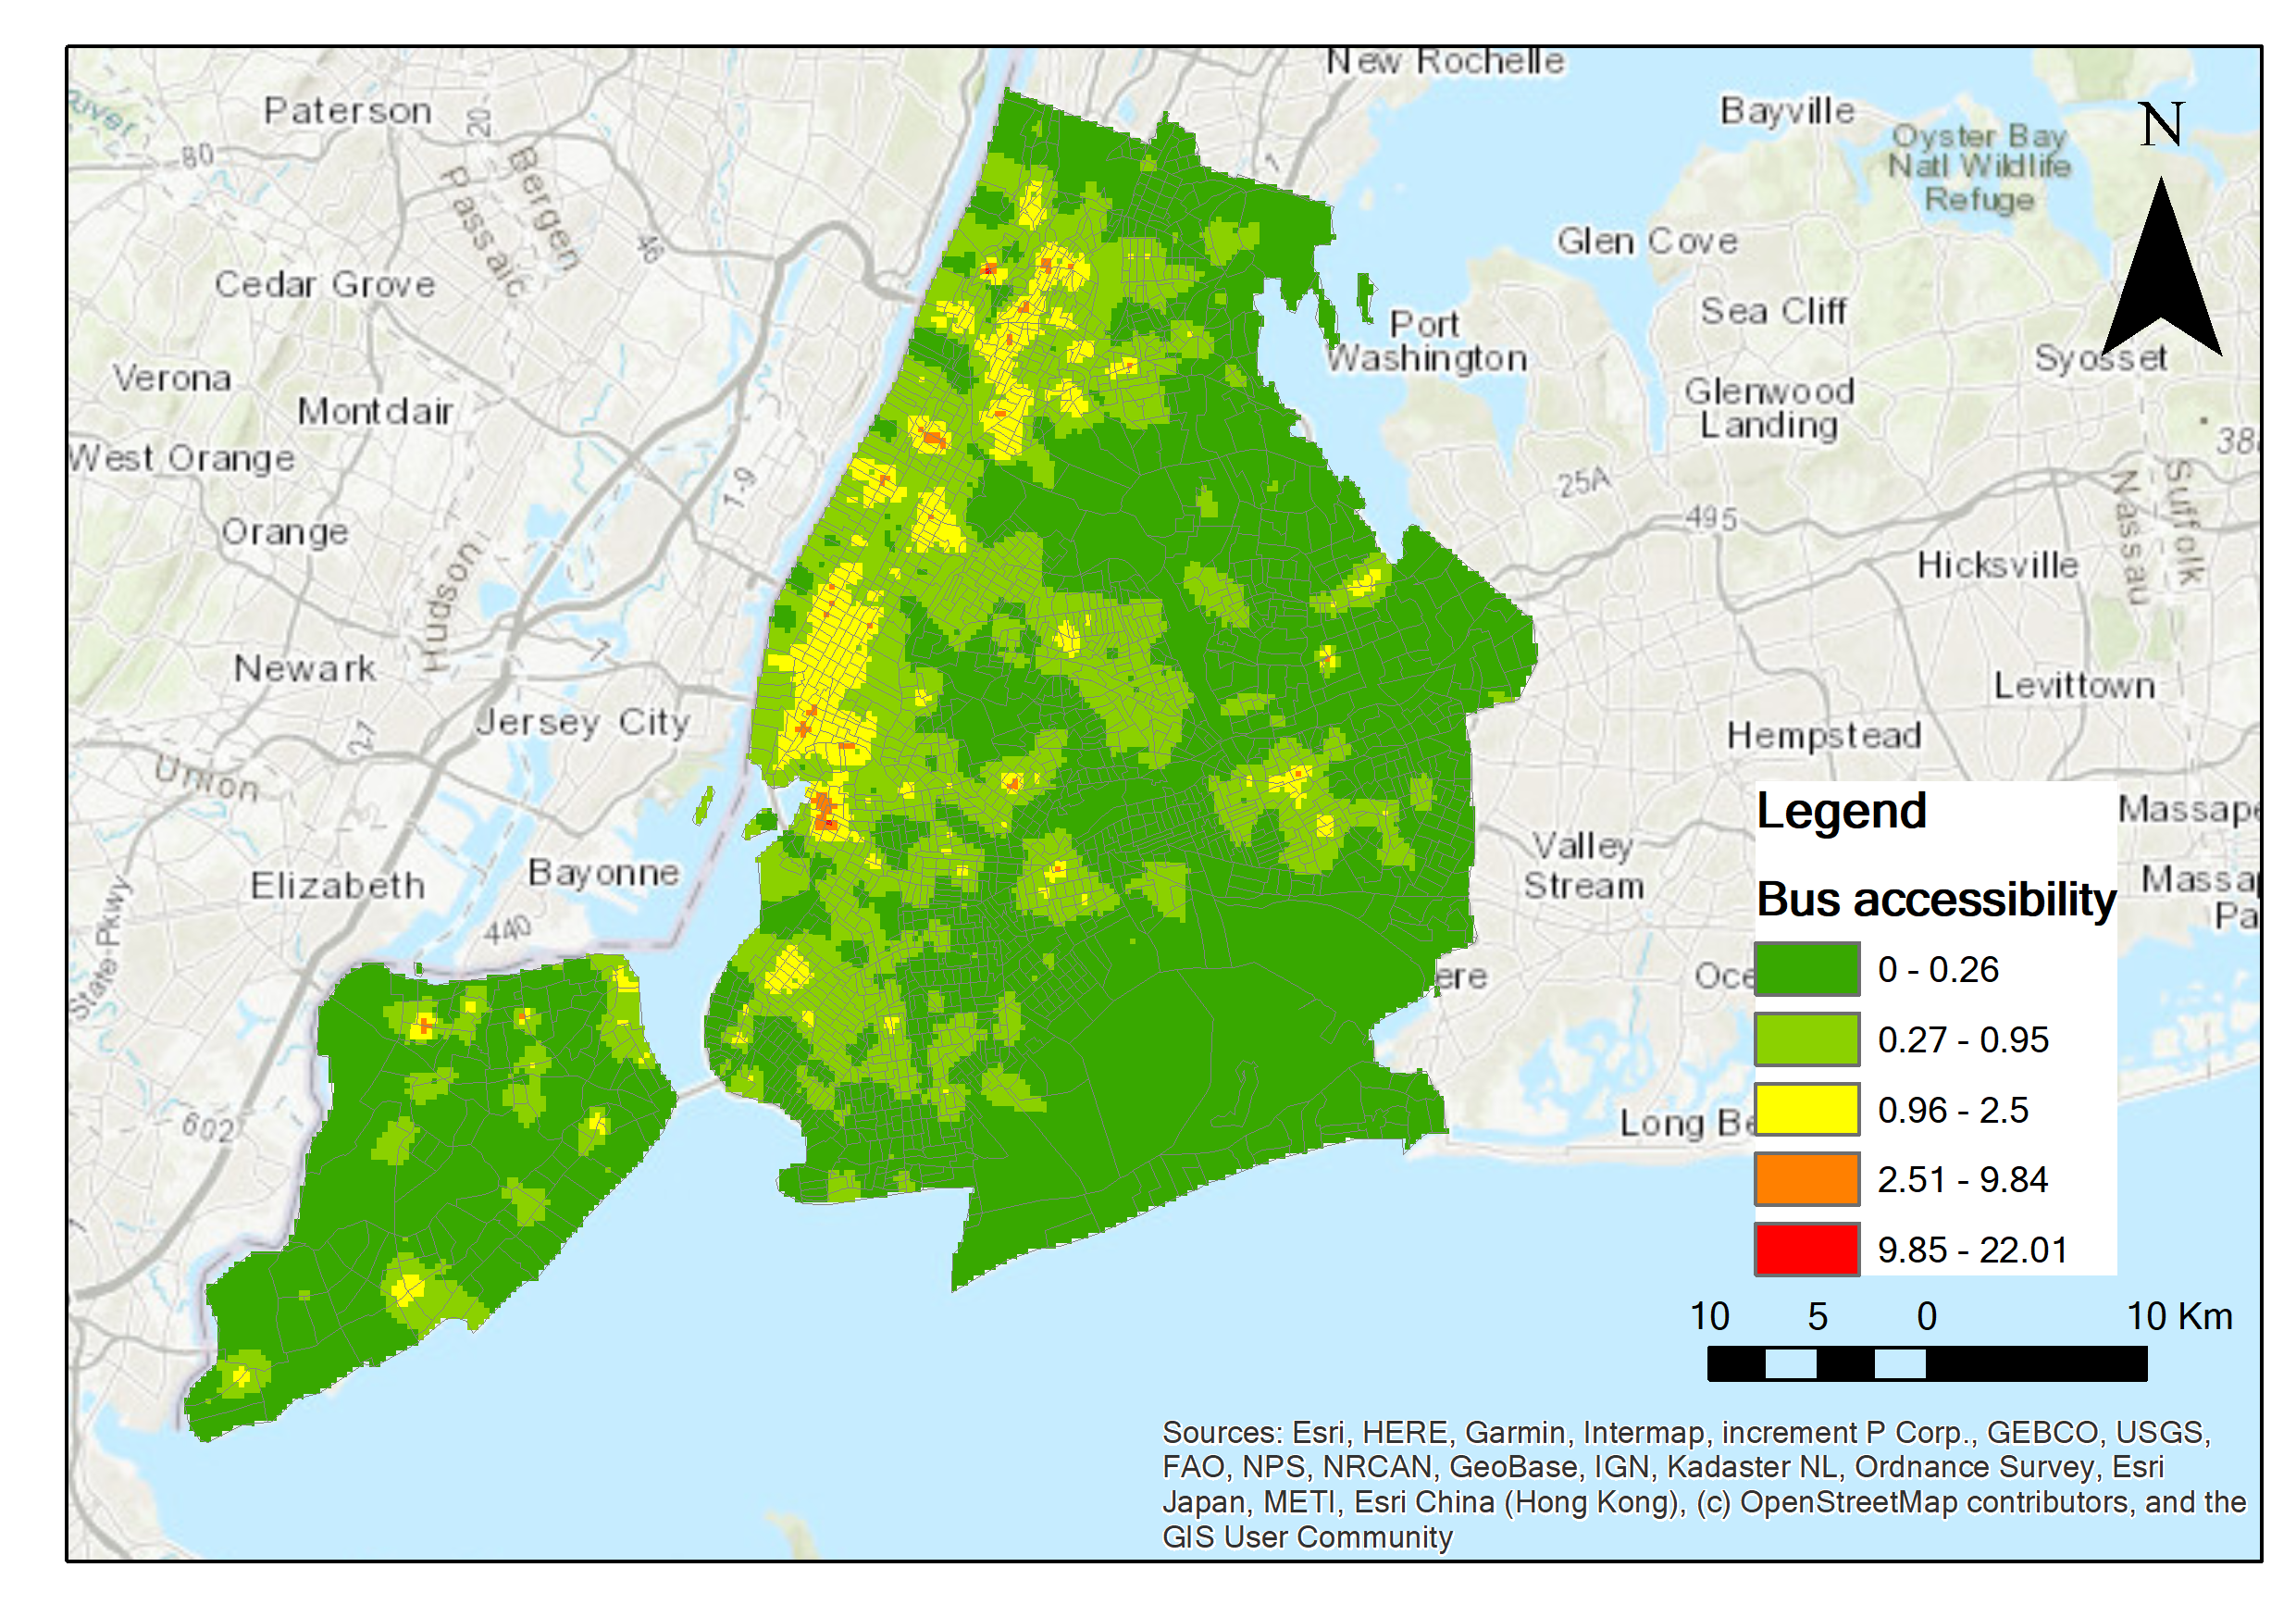 New Rochelle
Paterson
Bayville
N
River
20
80
Bergen
Passaic
Oyster Bay
Natl Wildlife
Refuge
1
46
Glen Cove
Cedar Grove
Sea Cliff
Port
Washington
Syosset
Verona
Montclair
Glenwood
Landing
West Orange
38
1-9
25A
Suffolk
Nassau
495
Orange
Hudson
Hicksville
Newark
Levittown
Jersey City
27
Hempstead
Union
Legend
Massape
Valley
Stream
Bayonne
Elizabeth
Massap
Pa
Bus accessibility
State-Pkwy
440
ere
Oce
0 - 0.26
0.27 - 0.95
602
Long Be
0.96 - 2.5
2.51 - 9.84
9.85 - 22.01
10 5 0 10 Km
Sources: Esri, HERE, Garmin, Intermap, increment P Corp., GEBCO, USGS,
FAO, NPS, NRCAN, GeoBase, IGN, Kadaster NL, Ordnance Survey, Esri
Japan, METI, Esri China (Hong Kong), (c) OpenStreetMap contributors, and the
GIS User Community